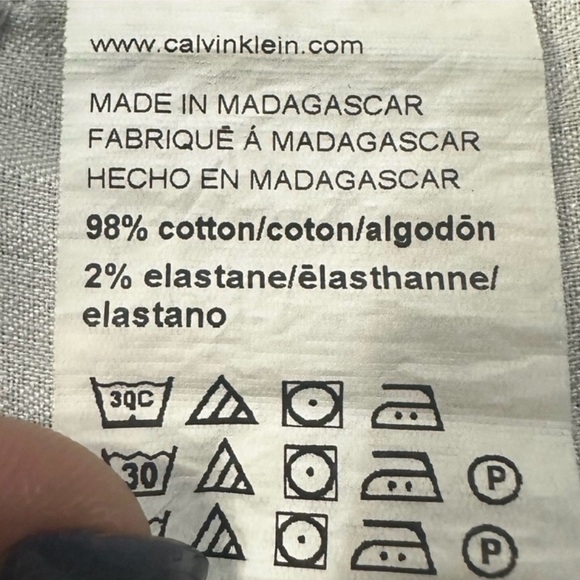 www.calvinklein.com
MADE IN MADAGASCAR
FABRIQUĒ Á MADAGASCAR
HECHO EN MADAGASCAR
98% cotton/coton/algodōn
2% elastane/ēlasthanne/
elastano
30C
30 P
P